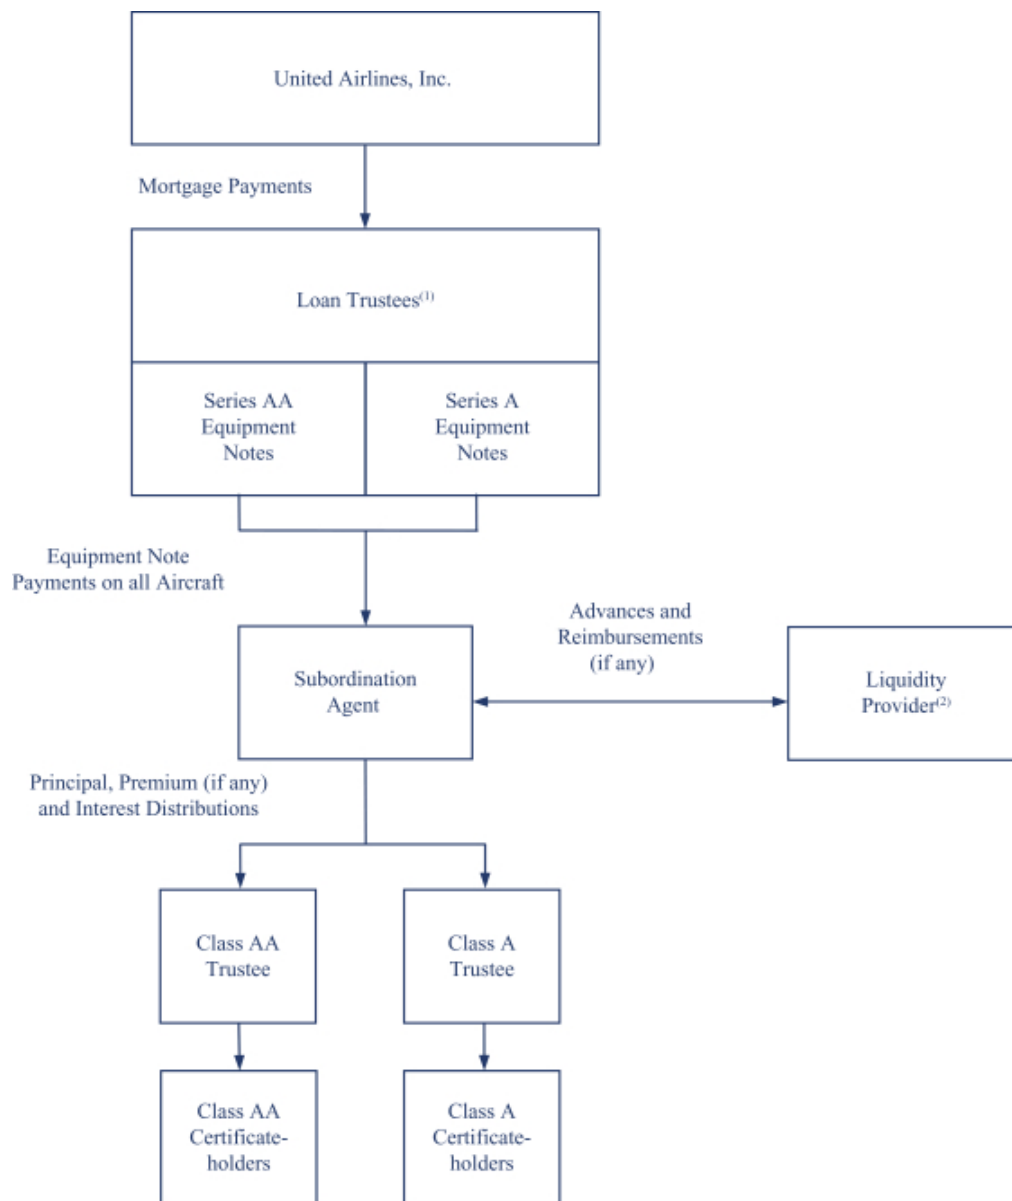 United Airlines, Inc.
Mortgage Payments
Loan Trustees(1)
Series AA
Equipment
Notes
Series A
Equipment
Notes
Equipment Note
Payments on all Aircraft
Advances and
Reimbursements
(if any)
Subordination
Agent
Liquidity
Provider(2)
Principal, Premium (if any)
and Interest Distributions
Class AA
Trustee
Class A
Trustee
Class AA
Certificate-
holders
Class A
Certificate-
holders